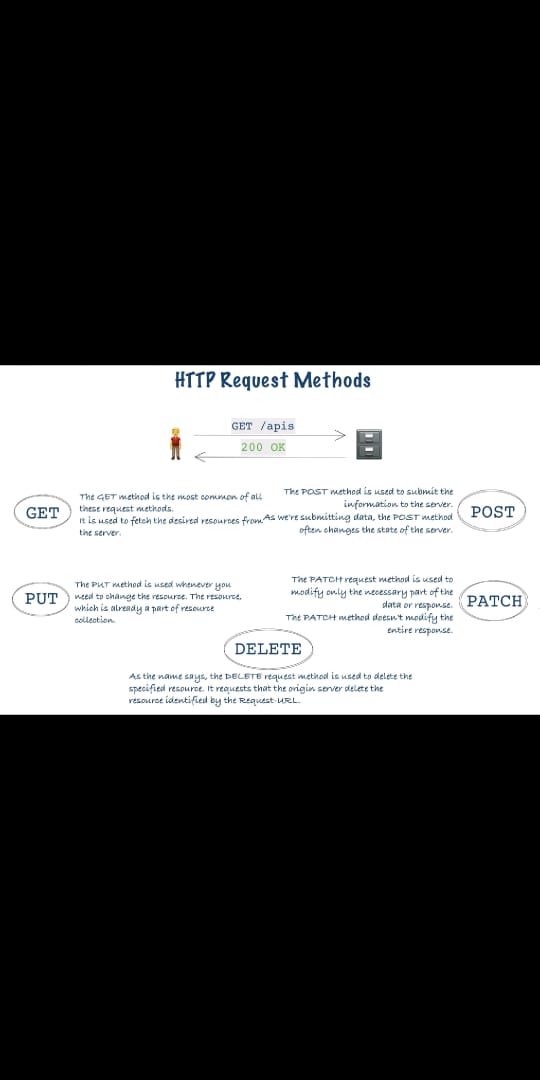 HTTP Request Methods
GET /apis
200 OK
GET
The GET method is the most common of all
these request methods.
It is used to fetch the desired resources from
the server.
The POST method is used to submit the
information to the server.
As we're submitting data, the POST method
often changes the state of the server.
POST
PUT
The PUT method is used whenever you
need to change the resource. The resource,
which is already a part of resource
collection.
The PATCH request method is used to
modify only the necessary part of the
data or response.
The PATCH method doesn't modify the
entire response.
PATCH
DELETE
As the name says, the DELETE request method is used to delete the
specified resource. It requests that the origin server delete the
resource identified by the Request-URL.